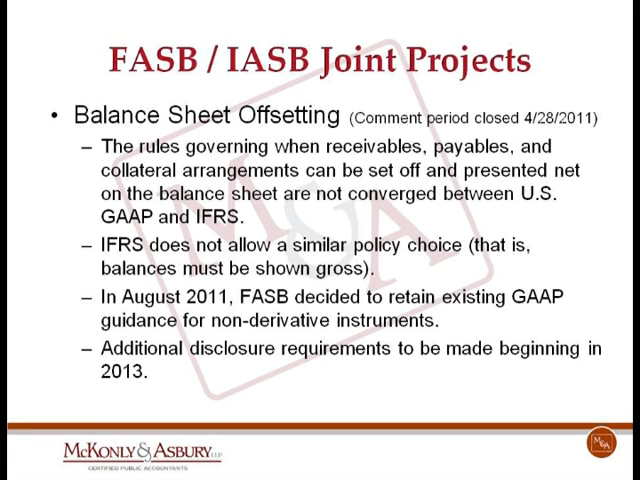 FASB / IASB Joint Projects
• Balance Sheet Offsetting (Comment period closed 4/28/2011)
– The rules governing when receivables, payables, and
collateral arrangements can be set off and presented net
on the balance sheet are not converged between U.S.
GAAP and IFRS.
– IFRS does not allow a similar policy choice (that is,
balances must be shown gross).
– In August 2011, FASB decided to retain existing GAAP
guidance for non-derivative instruments.
– Additional disclosure requirements to be made beginning in
2013.
M&A
McKonly & Asbury LLP
CERTIFIED PUBLIC ACCOUNTANTS
M&A